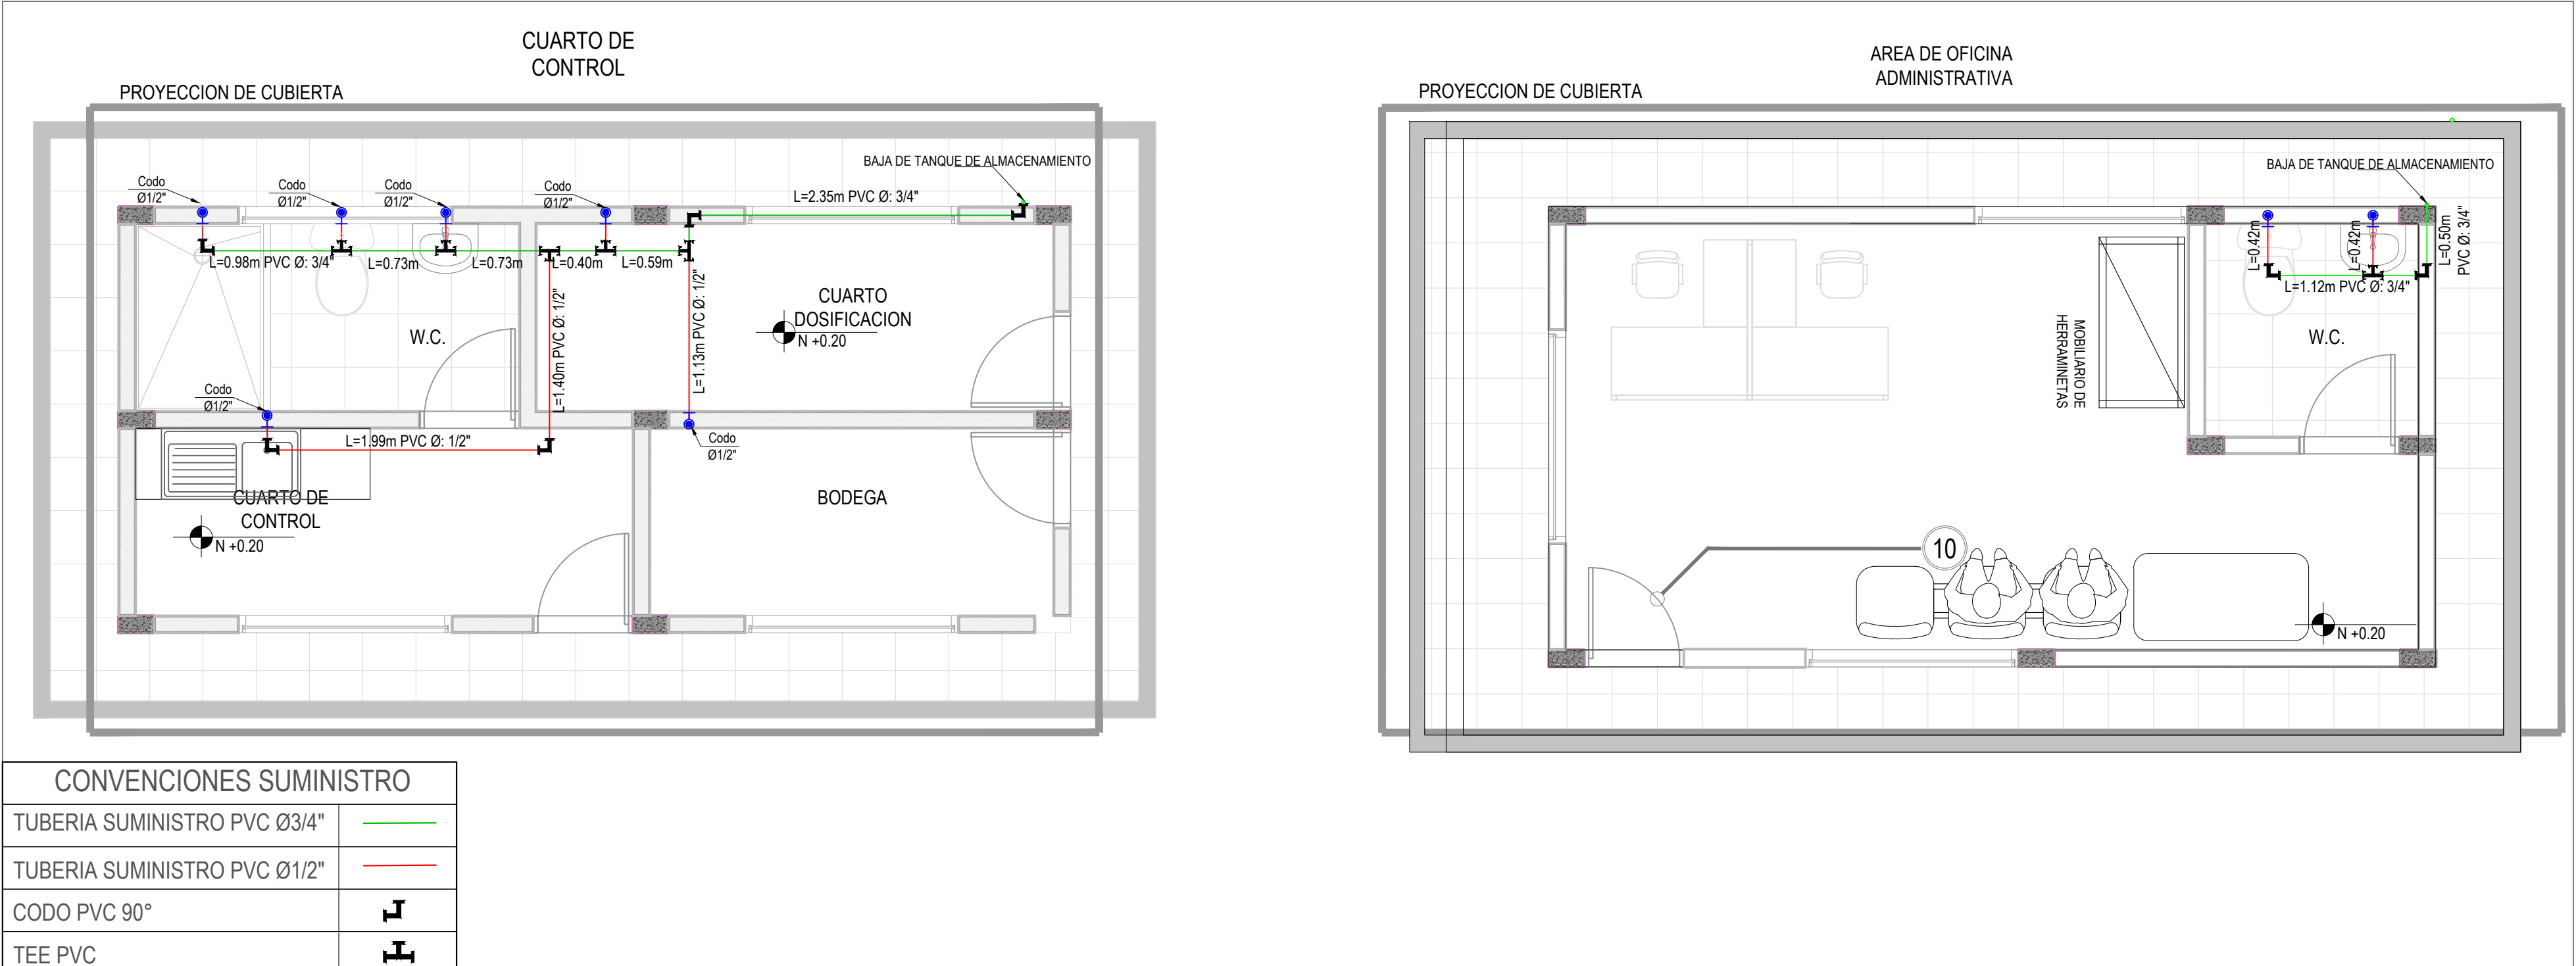 CUARTO DE
CONTROL
PROYECCION DE CUBIERTA
BAJA DE TANQUE DE ALMACENAMIENTO
Codo
Ø1/2"
Codo
Ø1/2"
Codo
Ø1/2"
Codo
Ø1/2"
L=2.35m PVC Ø: 3/4"
L=0.98m PVC Ø: 3/4"
L=0.73m
L=0.73m
L=0.40m
L=0.59m
L=1.40m PVC Ø: 1/2"
L=1.13m PVC Ø: 1/2"
CUARTO
DOSIFICACION
N +0.20
W.C.
Codo
Ø1/2"
L=1.99m PVC Ø: 1/2"
Codo
Ø1/2"
CUARTO DE
CONTROL
N +0.20
BODEGA
AREA DE OFICINA
ADMINISTRATIVA
PROYECCION DE CUBIERTA
BAJA DE TANQUE DE ALMACENAMIENTO
L=0.42m
L=0.42m
L=0.50m
PVC Ø: 3/4"
L=1.12m PVC Ø: 3/4"
W.C.
MOBILIARIO DE
HERRAMINETAS
10
N +0.20
CONVENCIONES SUMINISTRO
TUBERIA SUMINISTRO PVC Ø3/4"
TUBERIA SUMINISTRO PVC Ø1/2"
CODO PVC 90°
TEE PVC